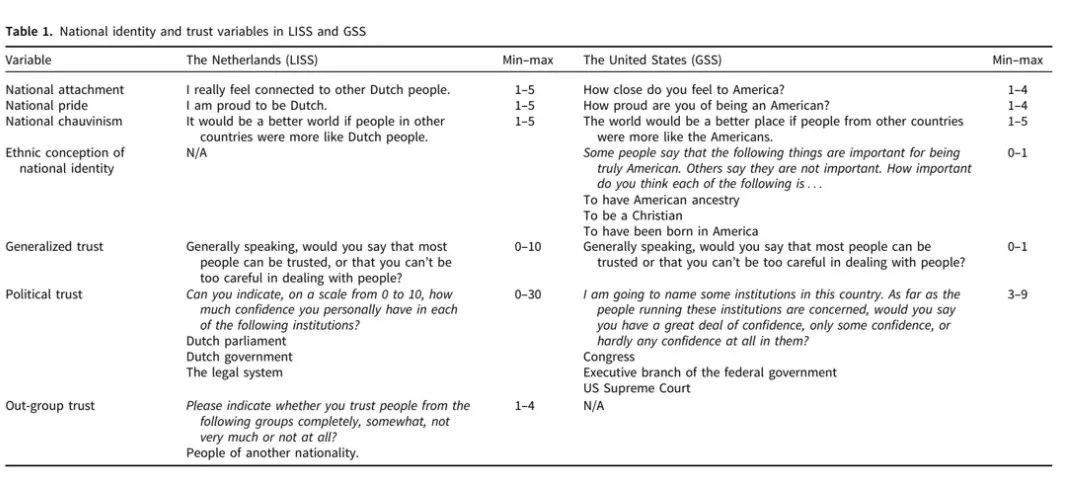 Table 1. National identity and trust variables in LISS and GSS
Variable The Netherlands (LISS) Min–max The United States (GSS) Min–max
National attachment I really feel connected to other Dutch people. 1–5 How close do you feel to America? 1–4
National pride I am proud to be Dutch. 1–5 How proud are you of being an American? 1–4
National chauvinism It would be a better world if people in other 1–5 The world would be a better place if people from other countries 1–5
countries were more like Dutch people. were more like the Americans.
Ethnic conception of N/A Some people say that the following things are important for being 0–1
national identity truly American. Others say they are not important. How important
do you think each of the following is . . .
To have American ancestry
To be a Christian
To have been born in America
Generalized trust Generally speaking, would you say that most 0–10 Generally speaking, would you say that most people can be 0–1
people can be trusted, or that you can't be trusted or that you can't be too careful in dealing with people?
too careful in dealing with people?
Political trust Can you indicate, on a scale from 0 to 10, how 0–30 I am going to name some institutions in this country. As far as the 3–9
much confidence you personally have in each people running these institutions are concerned, would you say
of the following institutions? you have a great deal of confidence, only some confidence, or
Dutch parliament hardly any confidence at all in them?
Dutch government Congress
The legal system Executive branch of the federal government
US Supreme Court
Out-group trust Please indicate whether you trust people from the 1–4 N/A
following groups completely, somewhat, not
very much or not at all?
People of another nationality.